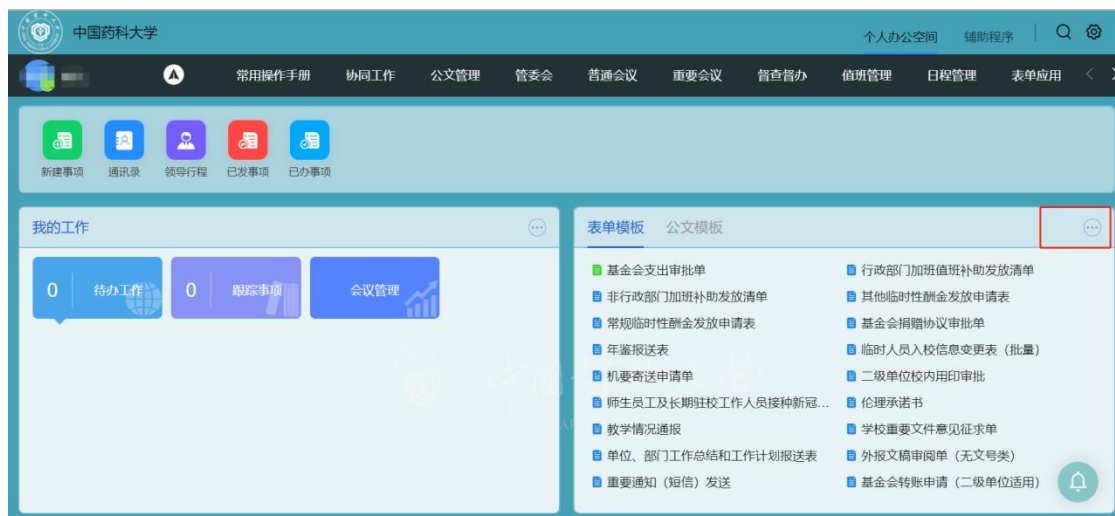 中国药科大学
个人办公空间 辅助程序
常用操作手册 协同工作 公文管理 管委会 普通会议 重要会议 督查督办 值班管理 日程管理 表单应用
新建事项 通讯录 领导行程 已发事项 已办事项
我的工作
表单模板 公文模板
0 待办工作 0 跟踪事项 会议管理
基金会支出审批单 行政部门加班值班补助发放清单
非行政部门加班补助发放清单 其他临时性酬金发放申请表
常规临时性酬金发放申请表 基金会捐赠协议审批单
年鉴报送表 临时人员入校信息变更表（批量）
机要寄送申请单 二级单位校内用印审批
师生员工及长期驻校工作人员接种新冠... 伦理承诺书
教学情况通报 学校重要文件意见征求单
单位、部门工作总结和工作计划报送表 外报文稿审阅单（无文号类）
重要通知（短信）发送 基金会转账申请（二级单位适用）